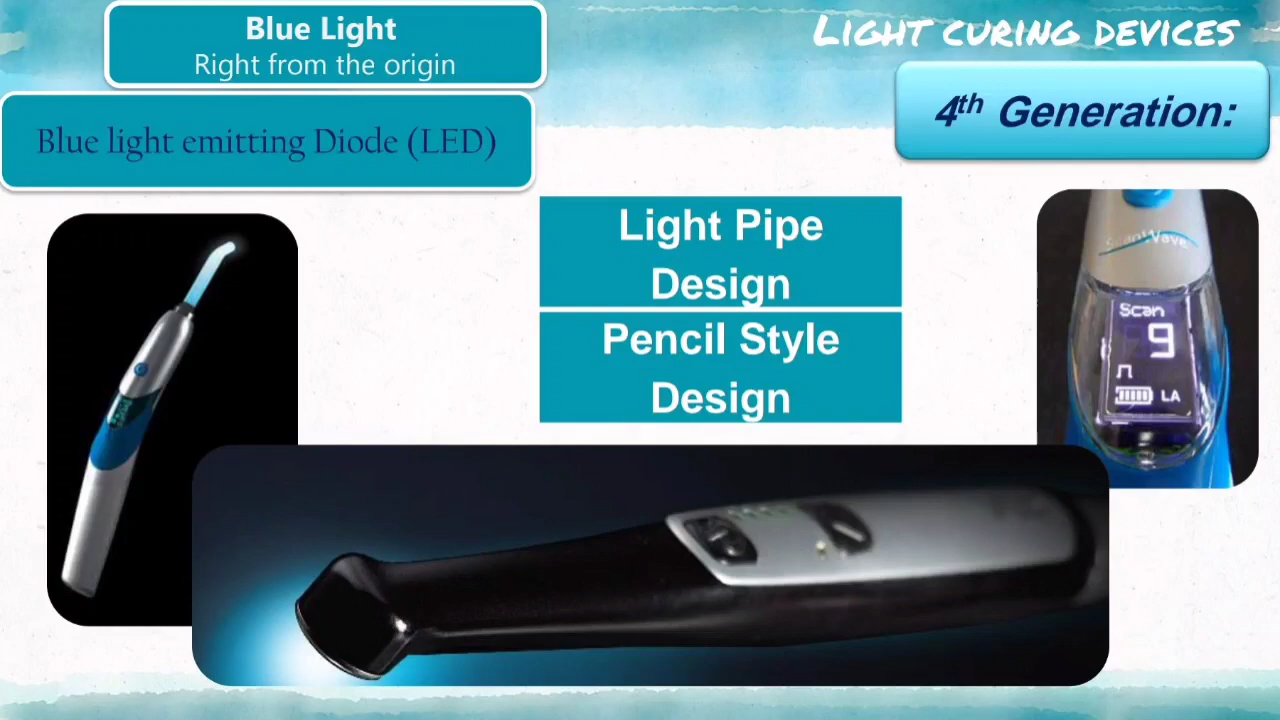 Blue Light
Right from the origin
Light curing devices
4th Generation:
Blue light emitting Diode (LED)
Light Pipe
Design
Pencil Style
Design
ScanWave
Scan
9
LA